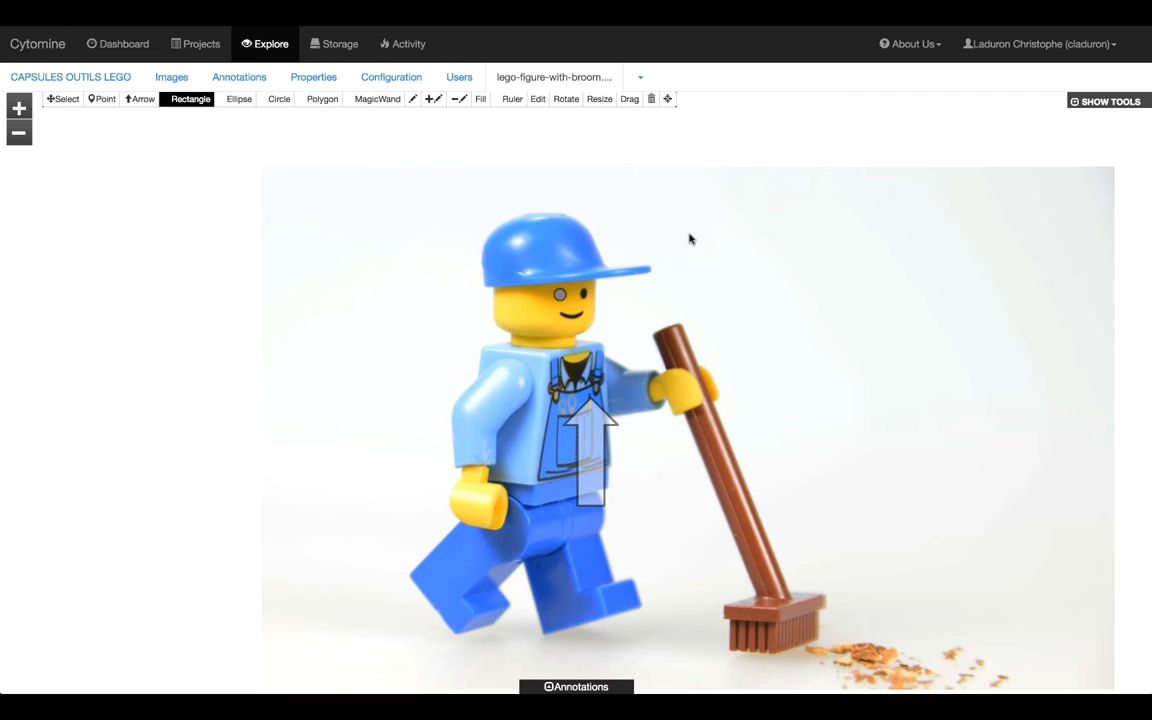 Cytomine Dashboard Projects Explore Storage Activity About Us Laduron Christophe (claduron)
CAPSULES OUTILS LEGO Images Annotations Properties Configuration Users lego-figure-with-broom....
Select Point Arrow Rectangle Ellipse Circle Polygon MagicWand Fill Ruler Edit Rotate Resize Drag SHOW TOOLS
Annotations